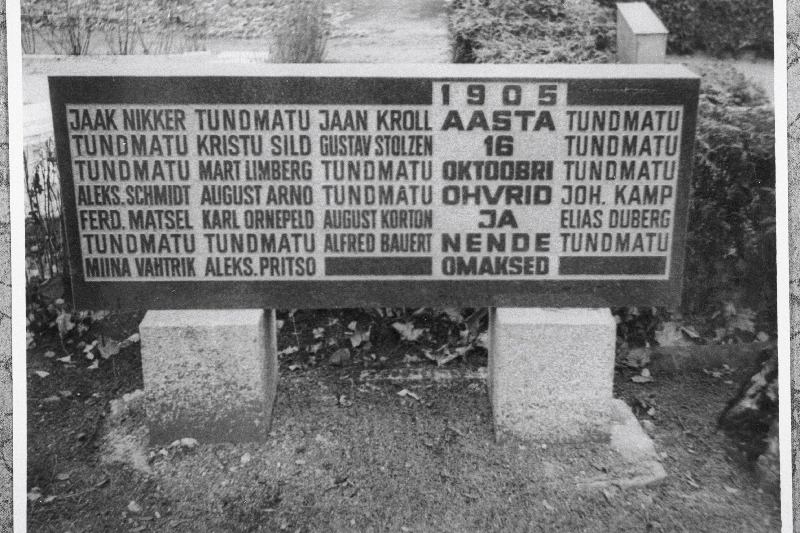 1905
JAAK NIKKER TUNDMATU JAAN KROLL AASTA TUNDMATU
TUNDMATU KRISTU SILD GUSTAV STOLZEN 16 TUNDMATU
TUNDMATU MART LIMBERG TUNDMATU OKTOOBRI TUNDMATU
ALEKS. SCHMIDT AUGUST ARNO TUNDMATU OHVRID JOH. KAMP
FERD. MATSEL KARL ORNEPELD AUGUST KORTON JA ELIAS DUBERG
TUNDMATU TUNDMATU ALFRED BAUERT NENDE TUNDMATU
MIINA VAHTRIK ALEKS. PRITSO OMAKSED